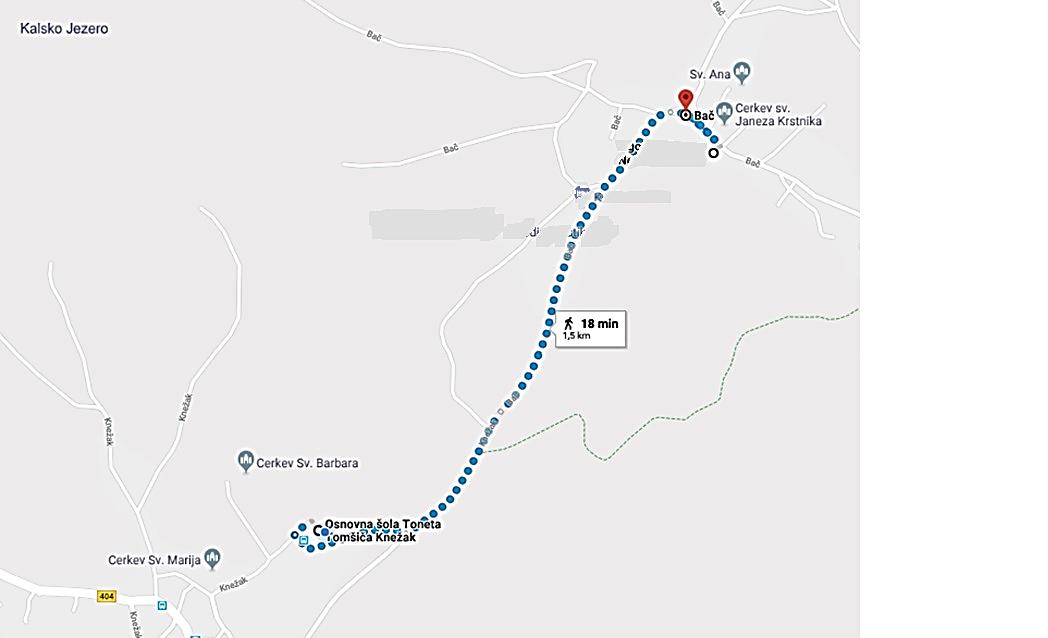 Kalsko Jezero
Bač
Bač
Sv. Ana
Bač
Cerkev sv.
Janeza Krstnika
Bač
Bač
Bač
18 min
1,5 km
Knežak
Knežak
Cerkev Sv. Barbara
Osnovna šola Toneta
Tomšiča Knežak
Cerkev Sv. Marija
Knežak
404
Knežak